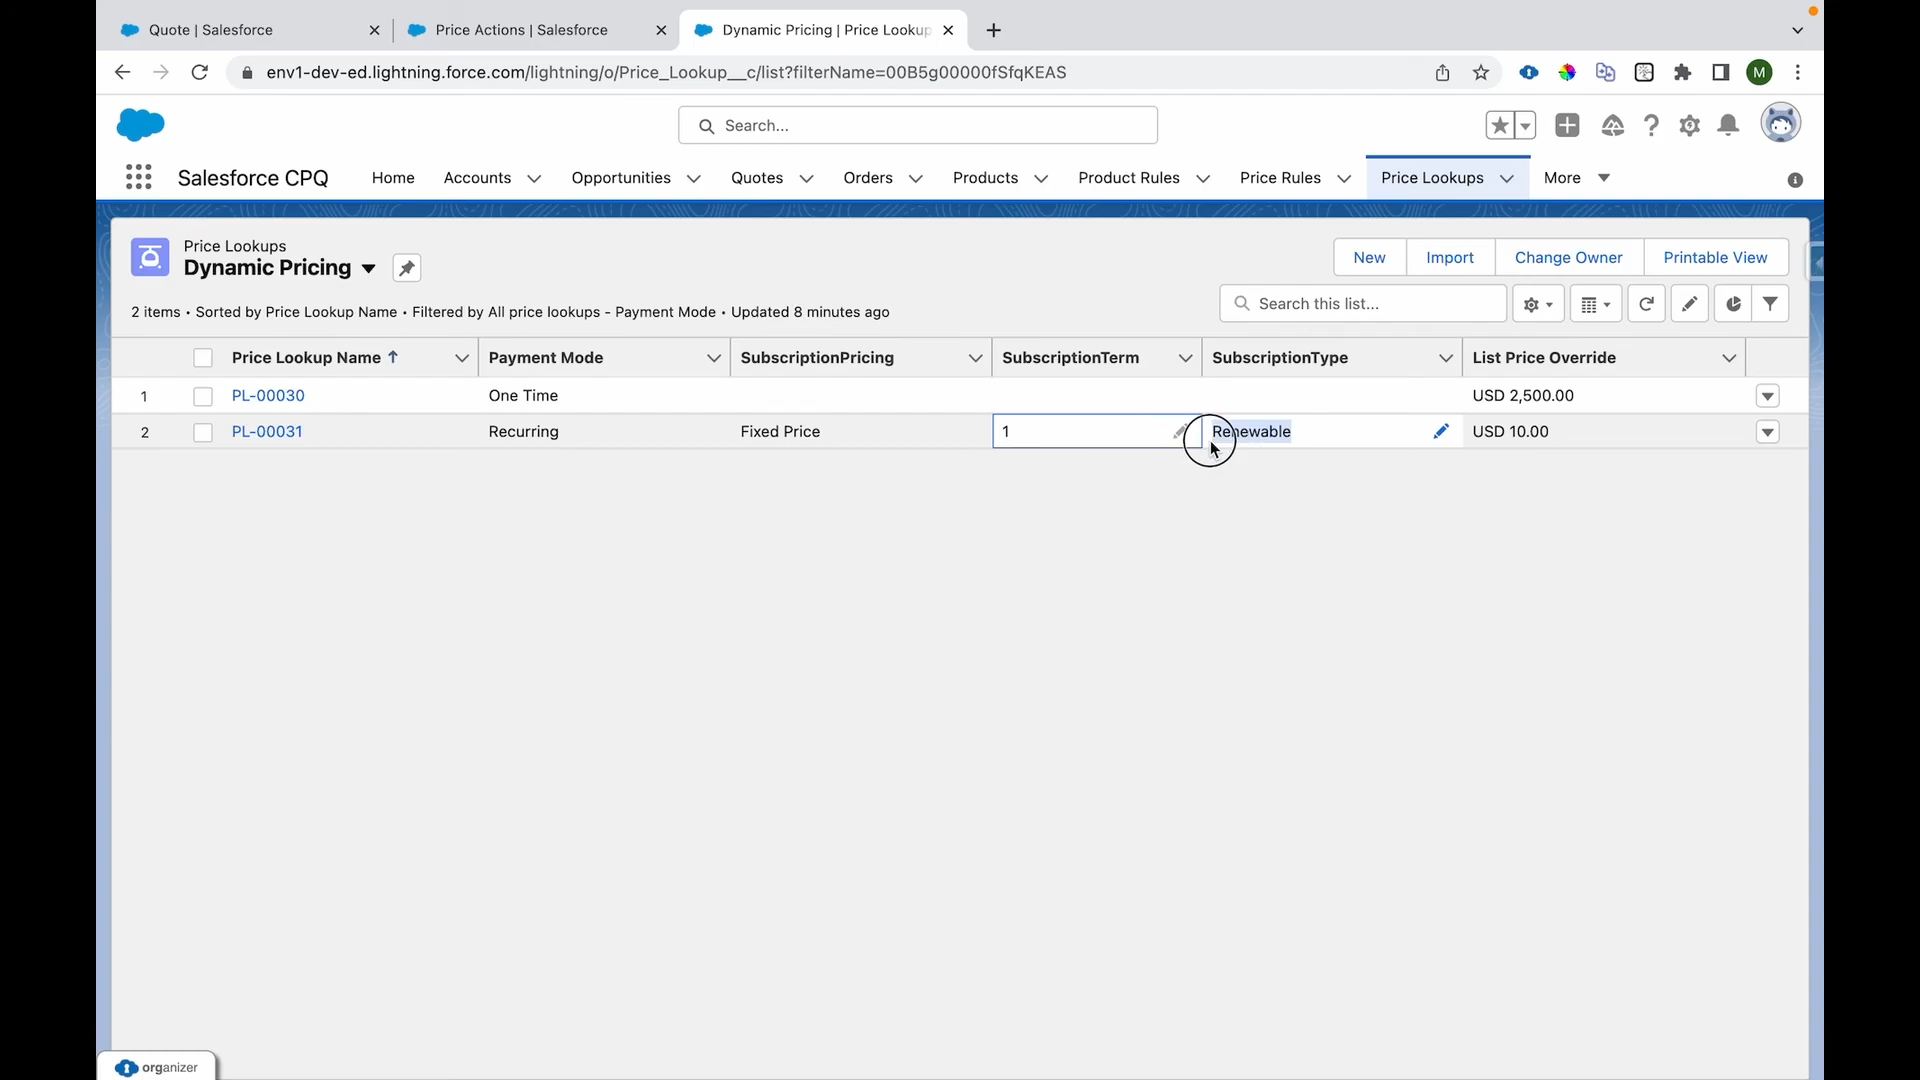 Quote | Salesforce
Price Actions | Salesforce
Dynamic Pricing | Price Lookup
env1-dev-ed.lightning.force.com/lightning/o/Price_Lookup__c/list?filterName=00B5g00000fSfqKEAS
M
Search...
Salesforce CPQ Home Accounts Opportunities Quotes Orders Products Product Rules Price Rules Price Lookups More
Price Lookups
Dynamic Pricing
New Import Change Owner Printable View
2 items • Sorted by Price Lookup Name • Filtered by All price lookups - Payment Mode • Updated 8 minutes ago
Search this list...
Price Lookup Name Payment Mode SubscriptionPricing SubscriptionTerm SubscriptionType List Price Override
1 PL-00030 One Time USD 2,500.00
2 PL-00031 Recurring Fixed Price 1 Renewable USD 10.00
organizer